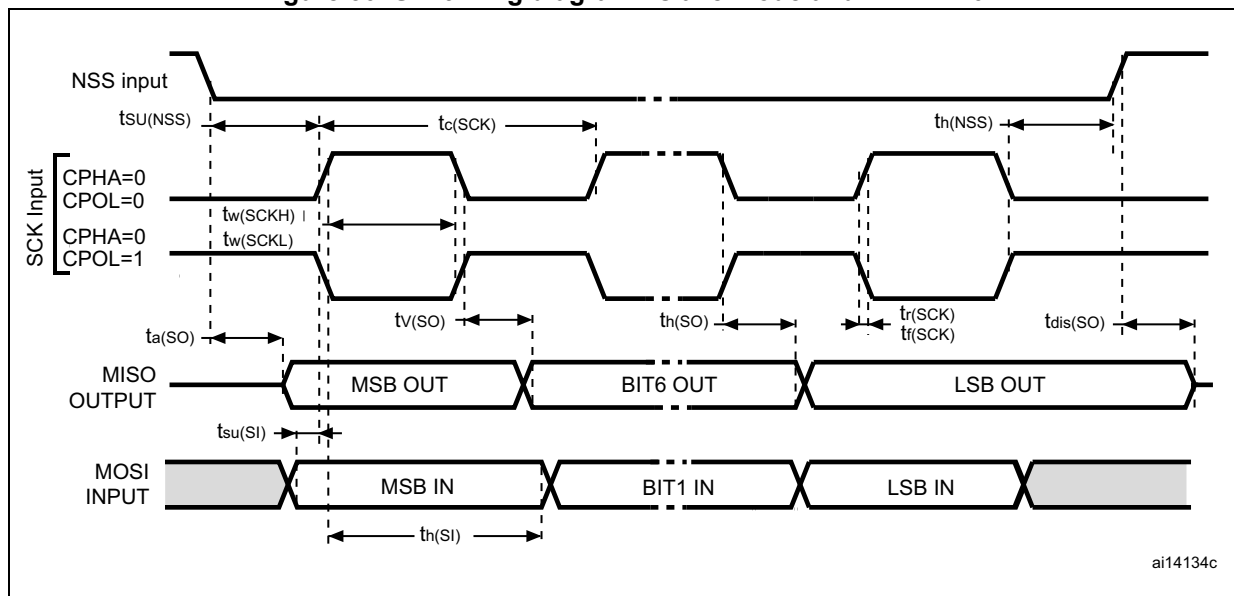 NSS input
tSU(NSS)
tc(SCK)
th(NSS)
SCK Input
CPHA=0
CPOL=0
tw(SCKH)
CPHA=0
tw(SCKL)
CPOL=1
ta(SO)
tV(SO)
th(SO)
tr(SCK)
tf(SCK)
tdis(SO)
MISO
OUTPUT
MSB OUT
BIT6 OUT
LSB OUT
tsu(SI)
MOSI
INPUT
MSB IN
BIT1 IN
LSB IN
th(SI)
ai14134c